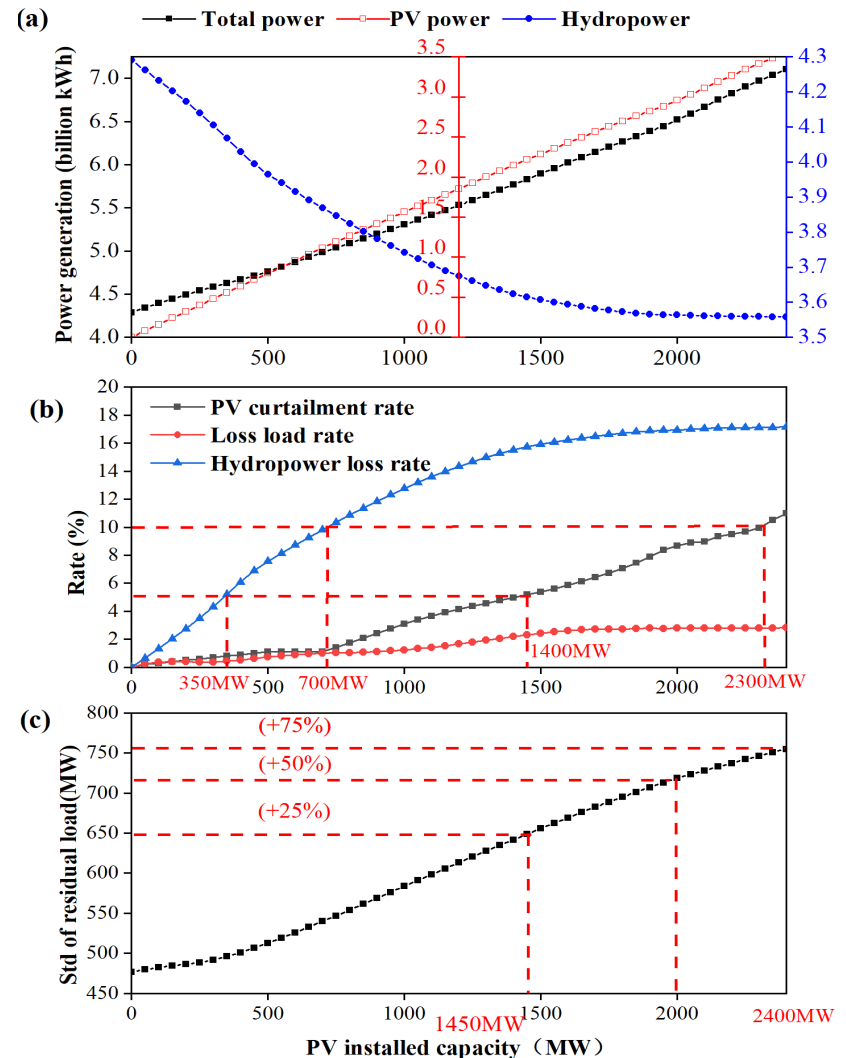 (a)
Total power PV power Hydropower
Power generation (billion kWh)
7.0
6.5
6.0
5.5
5.0
4.5
4.0
3.5
3.0
2.5
2.0
1.5
1.0
0.5
0.0
4.3
4.2
4.1
4.0
3.9
3.8
3.7
3.6
3.5
0 500 1000 1500 2000
(b)
PV curtailment rate
Loss load rate
Hydropower loss rate
Rate (%)
20
18
16
14
12
10
8
6
4
2
0
1400MW
350MW 700MW 2300MW
0 500 1000 1500 2000
(c)
Std of residual load(MW)
800
750
700
650
600
550
500
450
(+75%)
(+50%)
(+25%)
0 500 1000 1500 2000
1450MW 2400MW
PV installed capacity（MW）